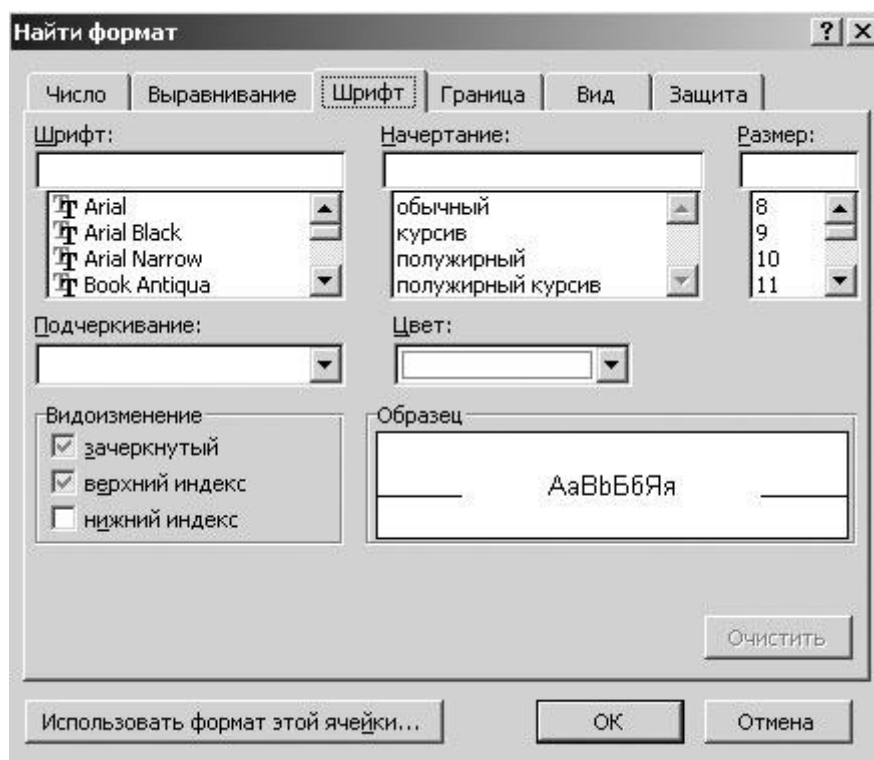 Найти формат
Число Выравнивание Шрифт Граница Вид Защита
Шрифт: Начертание: Размер:
Arial обычный 8
Arial Black курсив 9
Arial Narrow полужирный 10
Book Antiqua полужирный курсив 11
Подчеркивание: Цвет:
Видоизменение Образец
зачеркнутый
верхний индекс АаВbБбЯя
нижний индекс
Очистить
Использовать формат этой ячейки... ОК Отмена